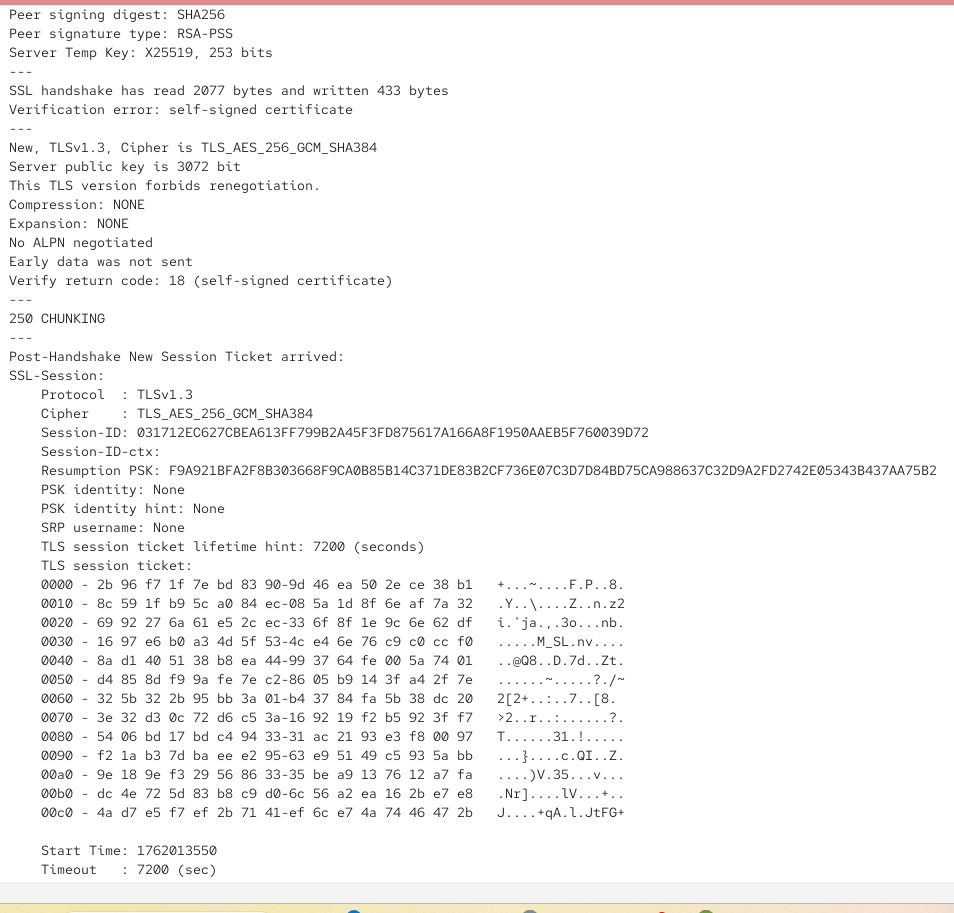 Peer signing digest: SHA256
Peer signature type: RSA-PSS
Server Temp Key: X25519, 253 bits
---
SSL handshake has read 2077 bytes and written 433 bytes
Verification error: self-signed certificate
---
New, TLSv1.3, Cipher is TLS_AES_256_GCM_SHA384
Server public key is 3072 bit
This TLS version forbids renegotiation.
Compression: NONE
Expansion: NONE
No ALPN negotiated
Early data was not sent
Verify return code: 18 (self-signed certificate)
---
250 CHUNKING
---
Post-Handshake New Session Ticket arrived:
SSL-Session:
    Protocol  : TLSv1.3
    Cipher    : TLS_AES_256_GCM_SHA384
    Session-ID: 031712EC627CBEA613FF799B2A45F3FD875617A166A8F1950AAEB5F760039D72
    Session-ID-ctx:
    Resumption PSK: F9A921BFA2F8B303668F9CA0B85B14C371DE83B2CF736E07C3D7D84BD75CA988637C32D9A2FD2742E05343B437AA75B2
    PSK identity: None
    PSK identity hint: None
    SRP username: None
    TLS session ticket lifetime hint: 7200 (seconds)
    TLS session ticket:
    0000 - 2b 96 f7 1f 7e bd 83 90-9d 46 ea 50 2e ce 38 b1   +...~....F.P..8.
    0010 - 8c 59 1f b9 5c a0 84 ec-08 5a 1d 8f 6e af 7a 32   .Y..\....Z..n.z2
    0020 - 69 92 27 6a 61 e5 2c ec-33 6f 8f 1e 9c 6e 62 df   i.'ja.,.3o...nb.
    0030 - 16 97 e6 b0 a3 4d 5f 53-4c e4 6e 76 c9 c0 cc f0   .....M_SL.nv....
    0040 - 8a d1 40 51 38 b8 ea 44-99 37 64 fe 00 5a 74 01   ..@Q8..D.7d..Zt.
    0050 - d4 85 8d f9 9a fe 7e c2-86 05 b9 14 3f a4 2f 7e   ......~.....?./~
    0060 - 32 5b 32 2b 95 bb 3a 01-b4 37 84 fa 5b 38 dc 20   2[2+..:..7..[8. 
    0070 - 3e 32 d3 0c 72 d6 c5 3a-16 92 19 f2 b5 92 3f f7   >2..r..:......?.
    0080 - 54 06 bd 17 bd c4 94 33-31 ac 21 93 e3 f8 00 97   T......31.!.....
    0090 - f2 1a b3 7d ba ee e2 95-63 e9 51 49 c5 93 5a bb   ...}....c.QI..Z.
    00a0 - 9e 18 9e f3 29 56 86 33-35 be a9 13 76 12 a7 fa   ....)V.35...v...
    00b0 - dc 4e 72 5d 83 b8 c9 d0-6c 56 a2 ea 16 2b e7 e8   .Nr]....lV...+..
    00c0 - 4a d7 e5 f7 ef 2b 71 41-ef 6c e7 4a 74 46 47 2b   J....+qA.l.JtFG+

    Start Time: 1762013550
    Timeout   : 7200 (sec)